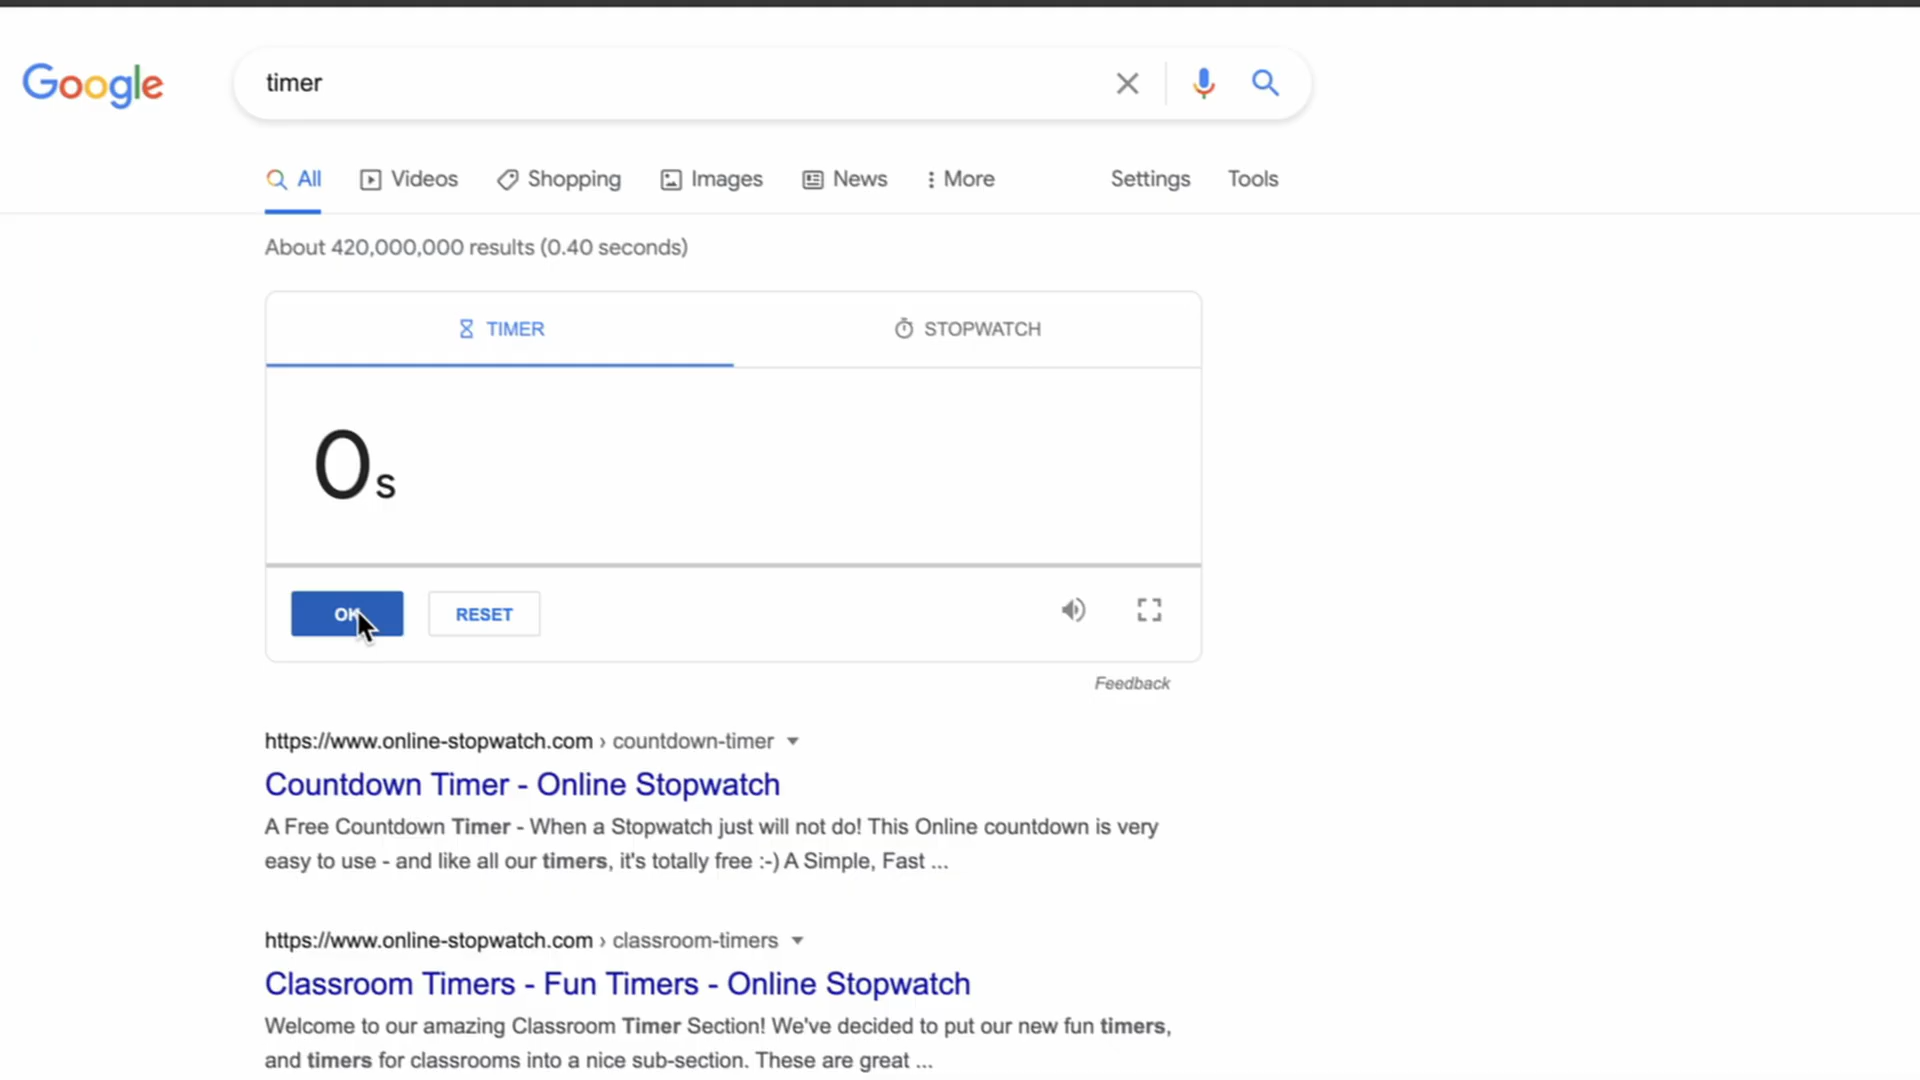 Google
timer
All Videos Shopping Images News More Settings Tools
About 420,000,000 results (0.40 seconds)
TIMER STOPWATCH
0s
OK RESET
Feedback
https://www.online-stopwatch.com › countdown-timer
Countdown Timer - Online Stopwatch
A Free Countdown Timer - When a Stopwatch just will not do! This Online countdown is very
easy to use - and like all our timers, it's totally free :-) A Simple, Fast ...
https://www.online-stopwatch.com › classroom-timers
Classroom Timers - Fun Timers - Online Stopwatch
Welcome to our amazing Classroom Timer Section! We've decided to put our new fun timers,
and timers for classrooms into a nice sub-section. These are great ...